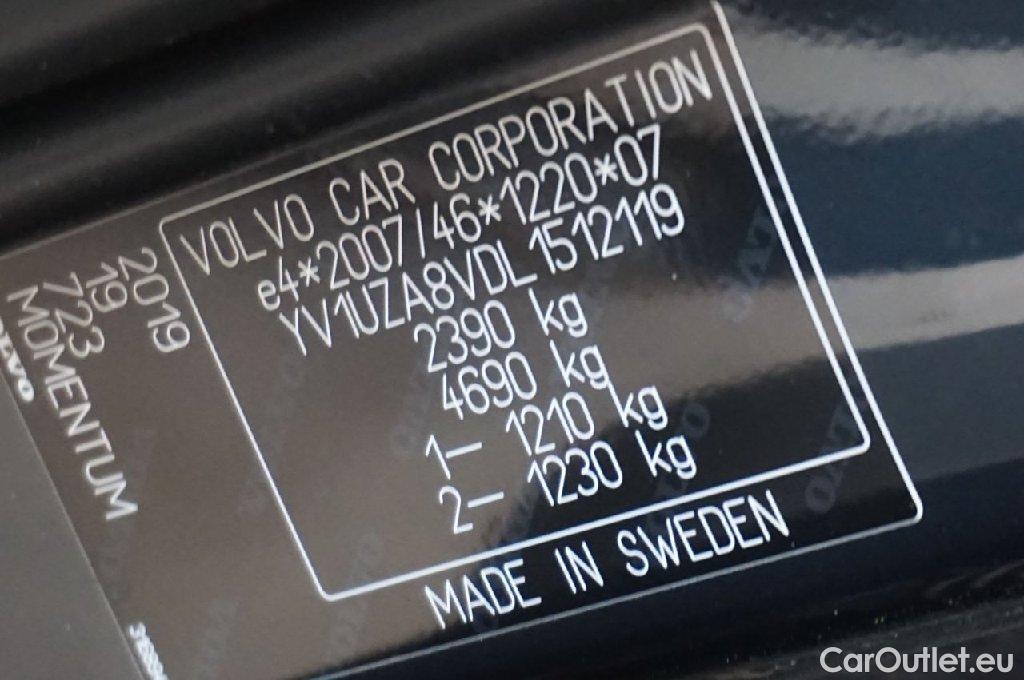 VOLVO CAR CORPORATION
e4*2007/46*1220*07
YV1UZA8VDL1512119
2390 kg
4690 kg
1– 1210 kg
2– 1230 kg
MADE IN SWEDEN
2019
19
723
MOMENTUM
VOLVO
CarOutlet.eu